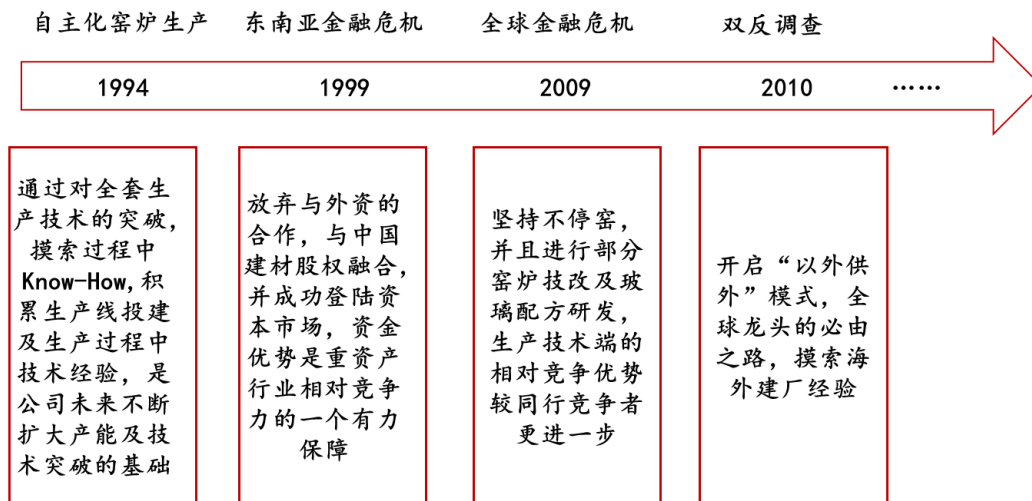 自主化窑炉生产
东南亚金融危机
全球金融危机
双反调查
1994
1999
2009
2010
……
通过对全套生
产技术的突破，
摸索过程中
Know-How,积
累生产线投建
及生产过程中
技术经验，是
公司未来不断
扩大产能及技
术突破的基础
放弃与外资的
合作，与中国
建材股权融合，
并成功登陆资
本市场，资金
优势是重资产
行业相对竞争
力的一个有力
保障
坚持不停窑，
并且进行部分
窑炉技改及玻
璃配方研发，
生产技术端的
相对竞争优势
较同行竞争者
更进一步
开启“以外供
外”模式，全
球龙头的必由
之路，摸索海
外建厂经验